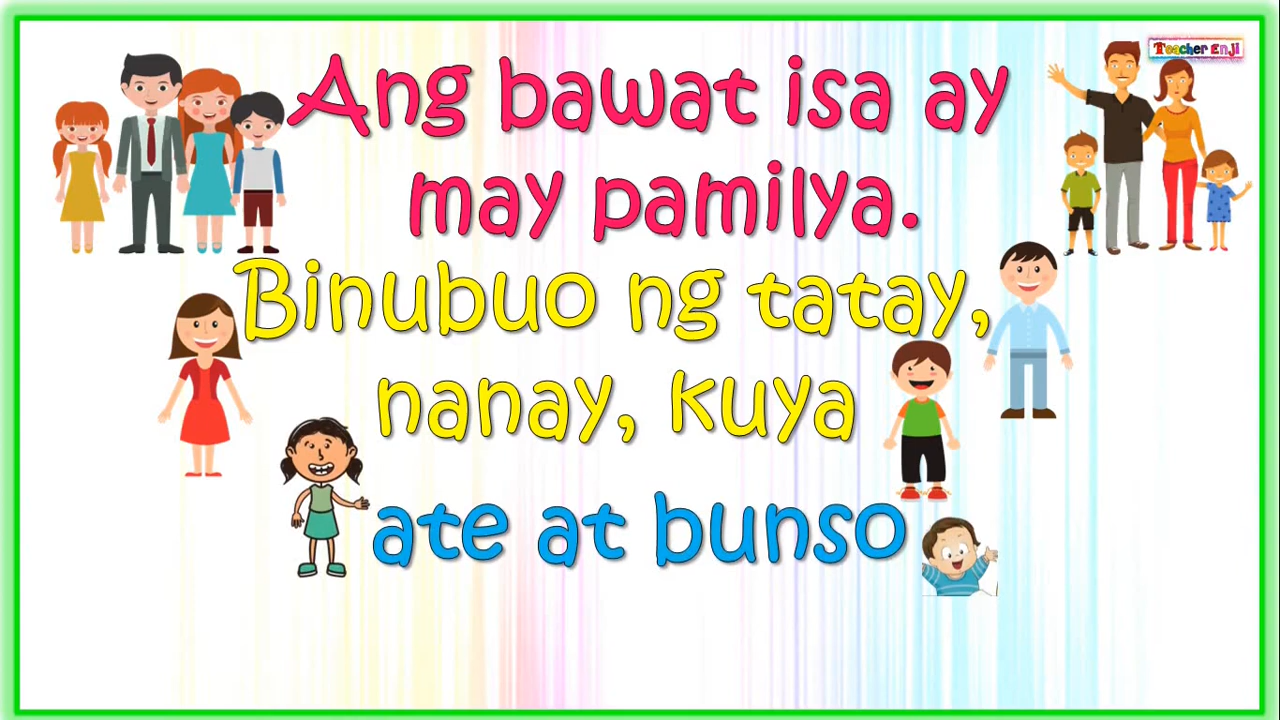 Teacher Enji
Ang bawat isa ay
may pamilya.
Binubuo ng tatay,
nanay, kuya
ate at bunso